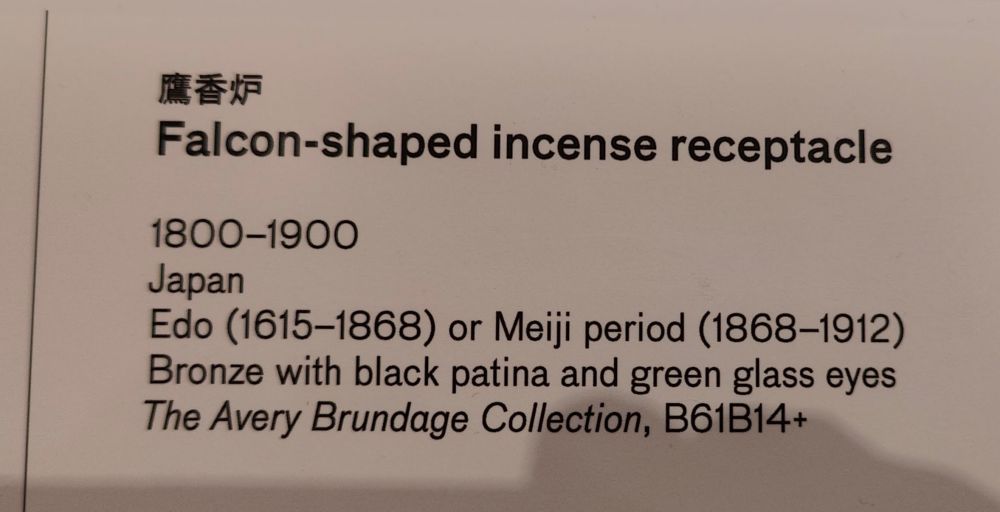 鷹香炉
Falcon-shaped incense receptacle
1800–1900
Japan
Edo (1615–1868) or Meiji period (1868–1912)
Bronze with black patina and green glass eyes
The Avery Brundage Collection, B61B14+